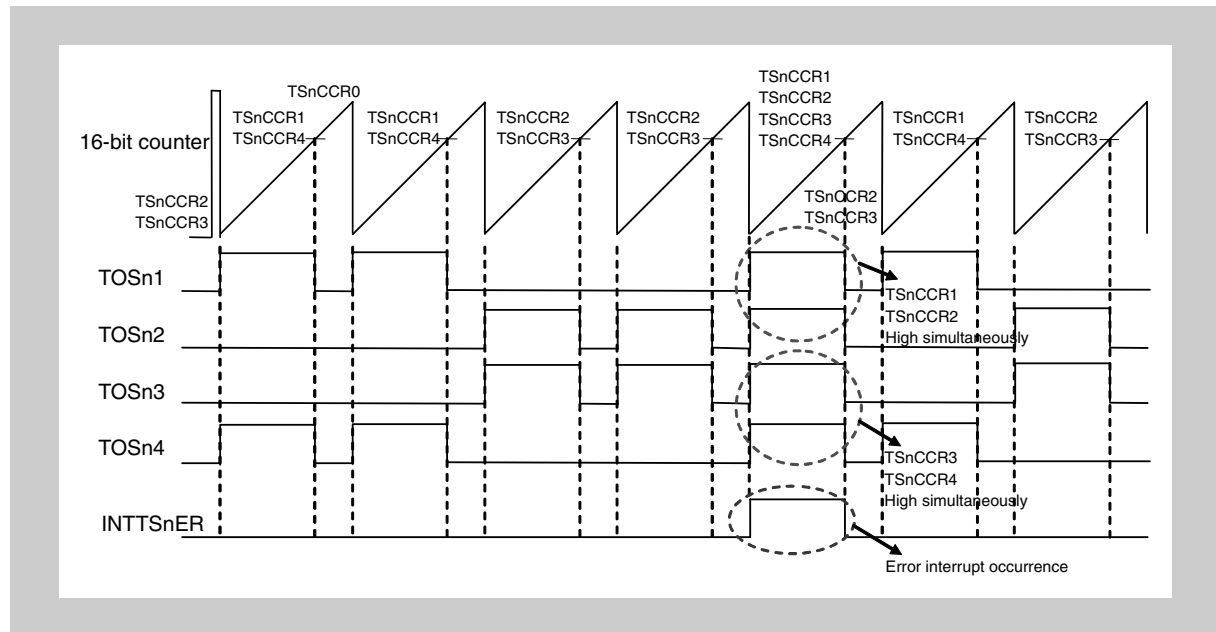 TSnCCR1
TSnCCR2
TSnCCR3
TSnCCR4
TSnCCR0
TSnCCR1
TSnCCR4
TSnCCR1
TSnCCR4
TSnCCR2
TSnCCR3
TSnCCR2
TSnCCR3
TSnCCR1
TSnCCR4
TSnCCR2
TSnCCR3
16-bit counter
TSnCCR2
TSnCCR3
TSnCCR2
TSnCCR3
TOSn1
TSnCCR1
TSnCCR2
High simultaneously
TOSn2
TOSn3
TOSn4
TSnCCR3
TSnCCR4
High simultaneously
INTTSnER
Error interrupt occurrence